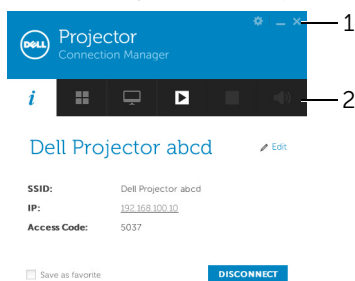 DELL
Projector
Connection Manager
1
i
2
Dell Projector abcd
Edit
SSID: Dell Projector abcd
IP: 192.168.100.10
Access Code: 5037
Save as favorite
DISCONNECT